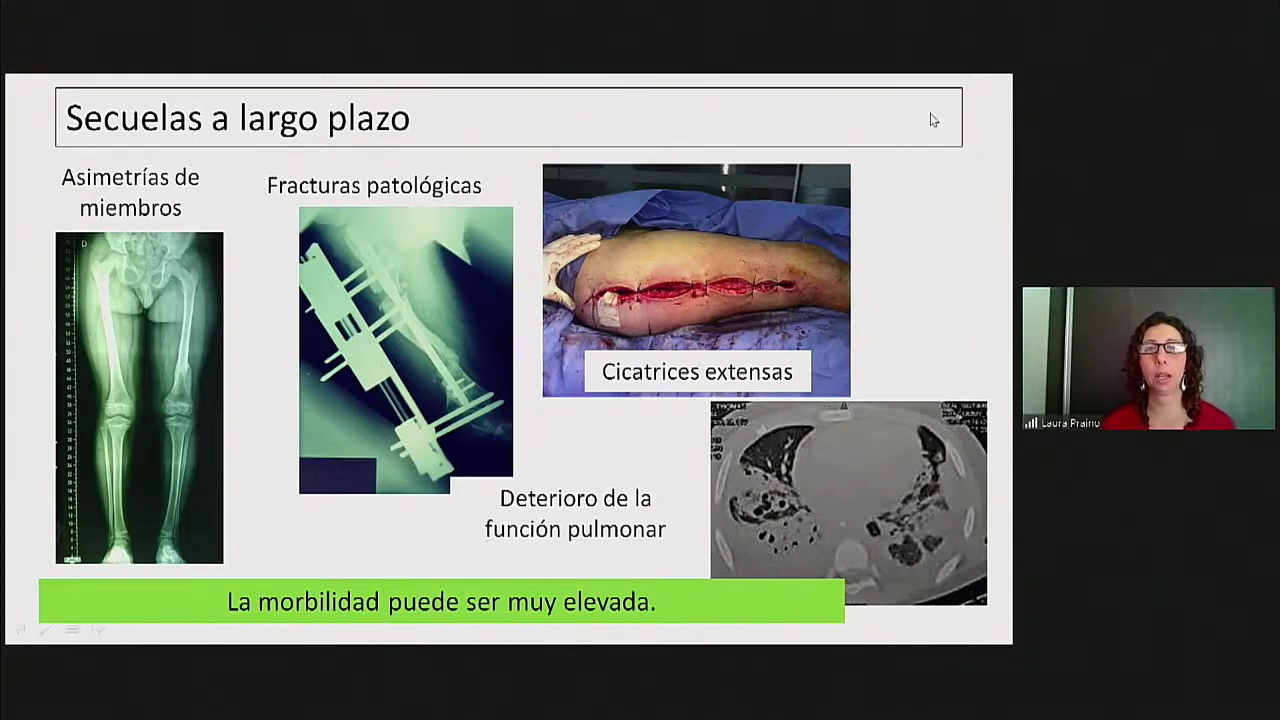 Secuelas a largo plazo
Asimetrías de
miembros
Fracturas patológicas
D
Cicatrices extensas
Deterioro de la
función pulmonar
La morbilidad puede ser muy elevada.
Laura Praino